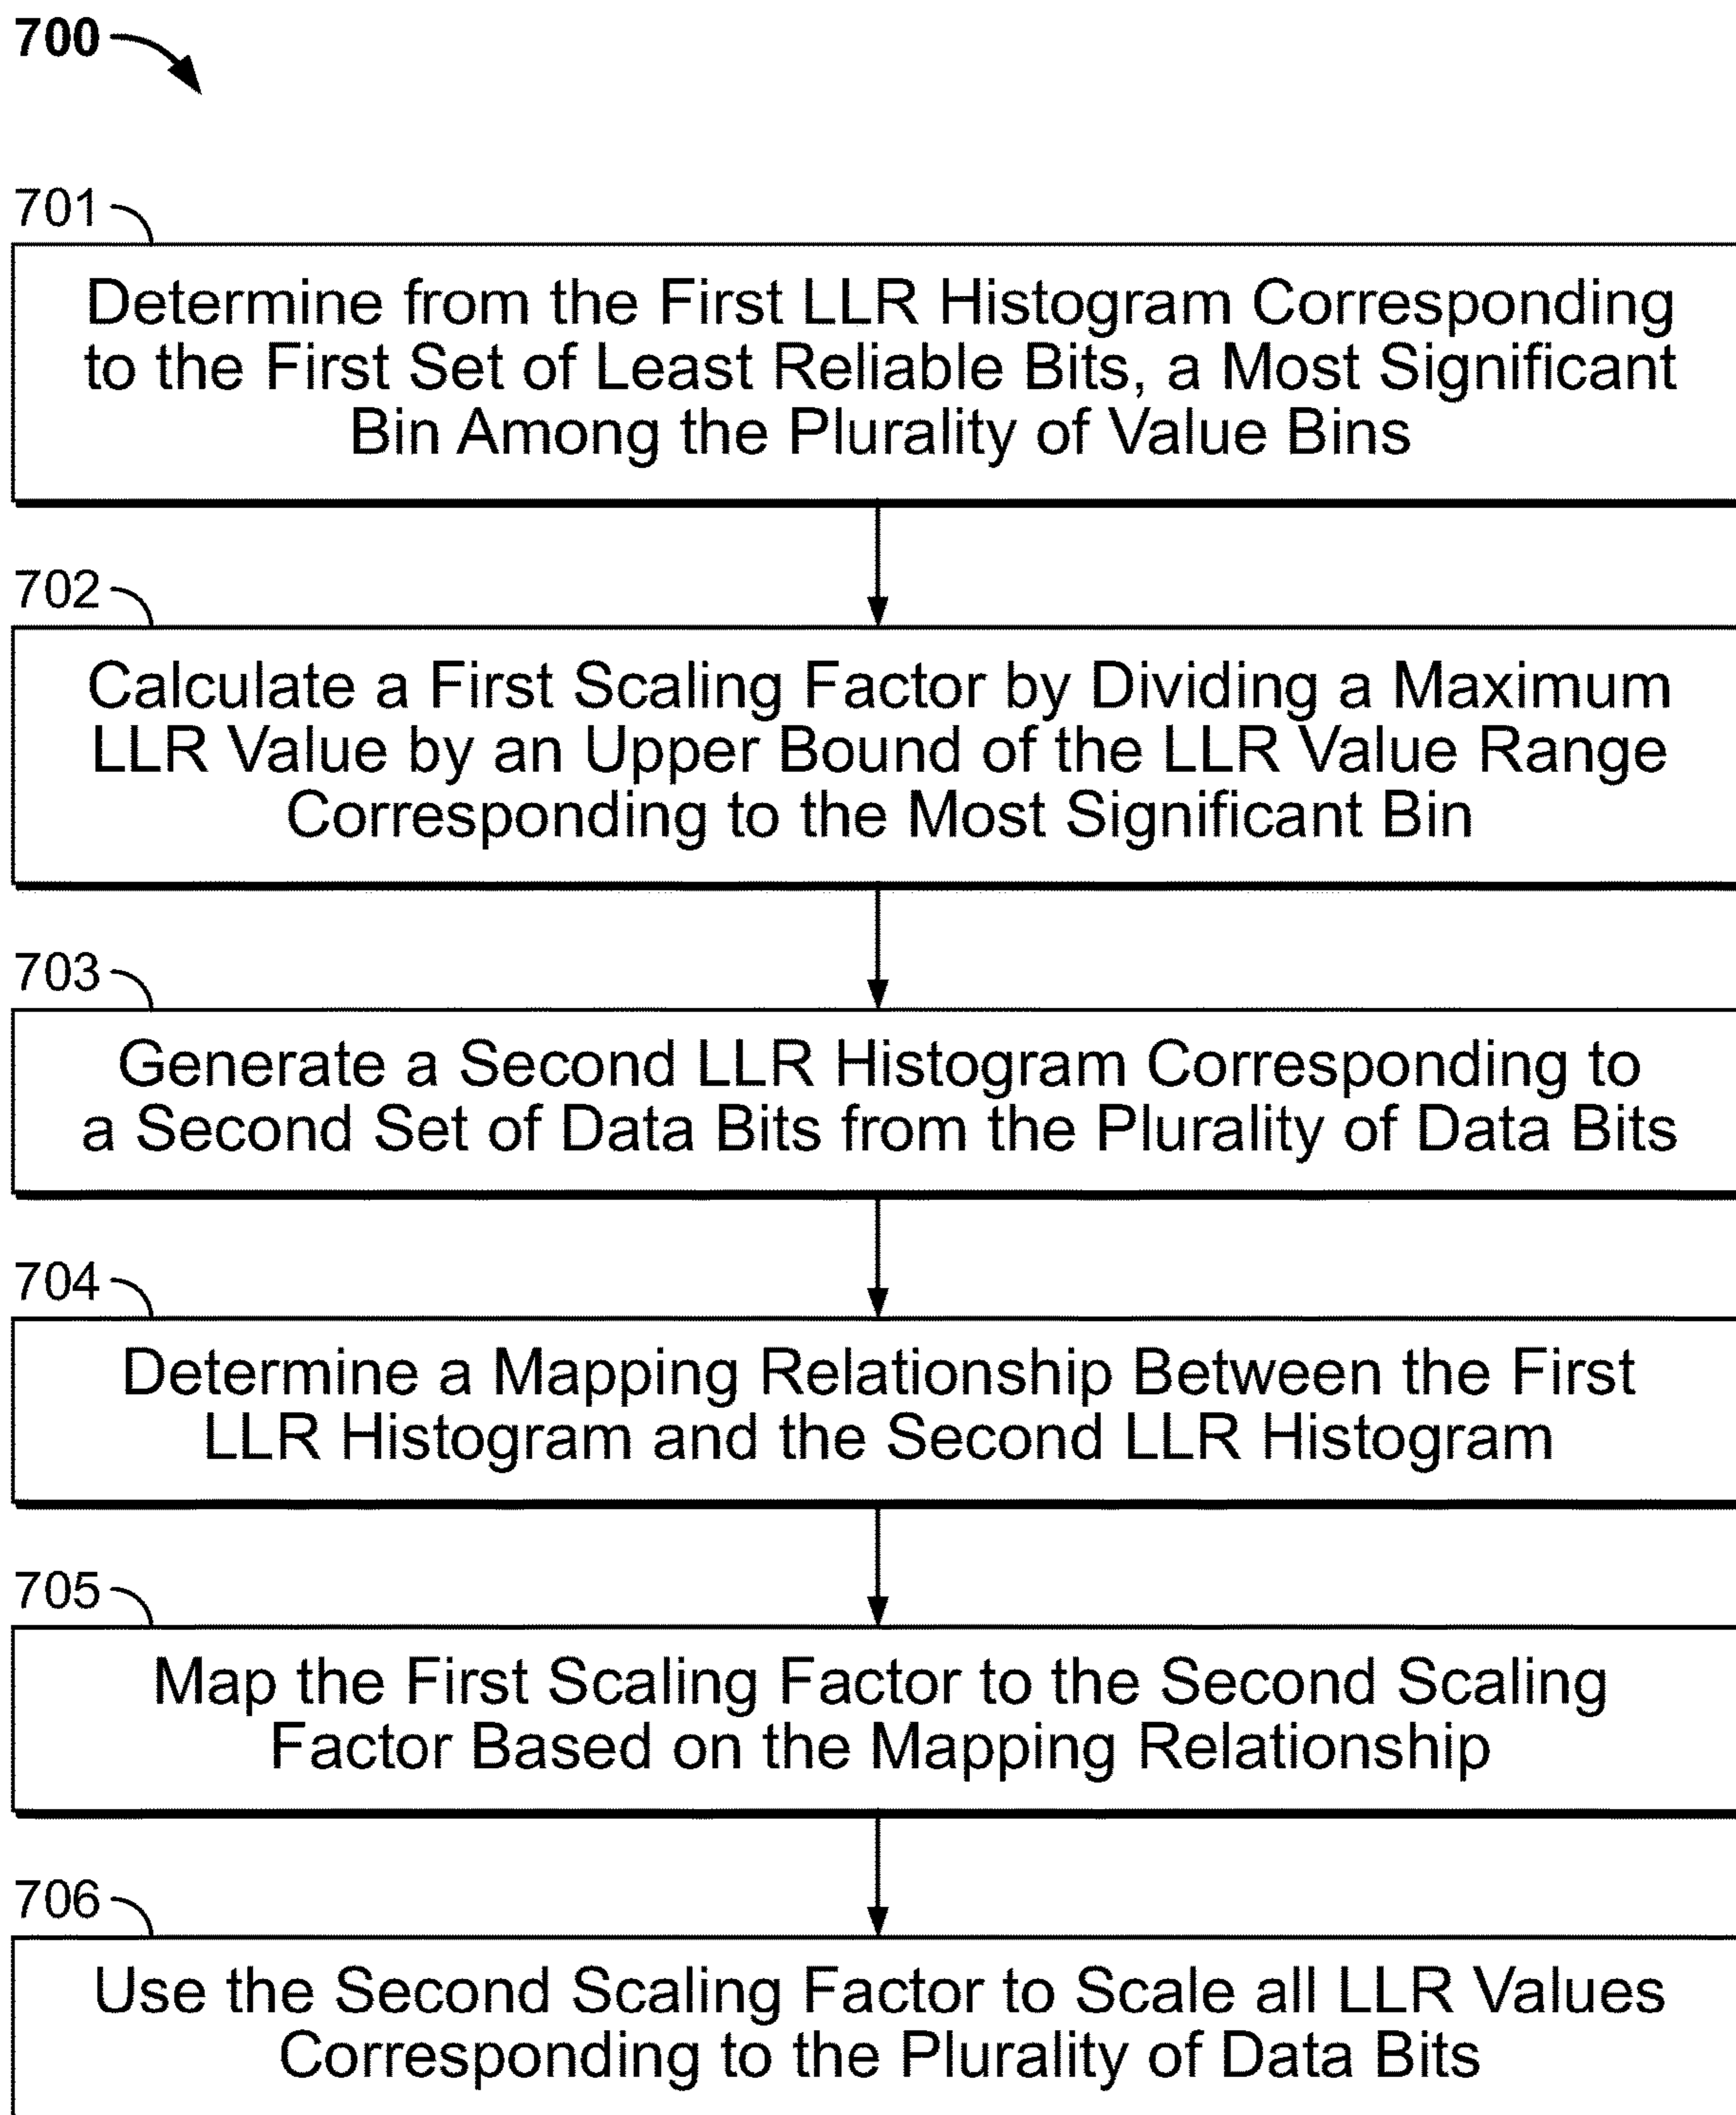 700
701
Determine from the First LLR Histogram Corresponding
to the First Set of Least Reliable Bits, a Most Significant
Bin Among the Plurality of Value Bins
702
Calculate a First Scaling Factor by Dividing a Maximum
LLR Value by an Upper Bound of the LLR Value Range
Corresponding to the Most Significant Bin
703
Generate a Second LLR Histogram Corresponding to
a Second Set of Data Bits from the Plurality of Data Bits
704
Determine a Mapping Relationship Between the First
LLR Histogram and the Second LLR Histogram
705
Map the First Scaling Factor to the Second Scaling
Factor Based on the Mapping Relationship
706
Use the Second Scaling Factor to Scale all LLR Values
Corresponding to the Plurality of Data Bits